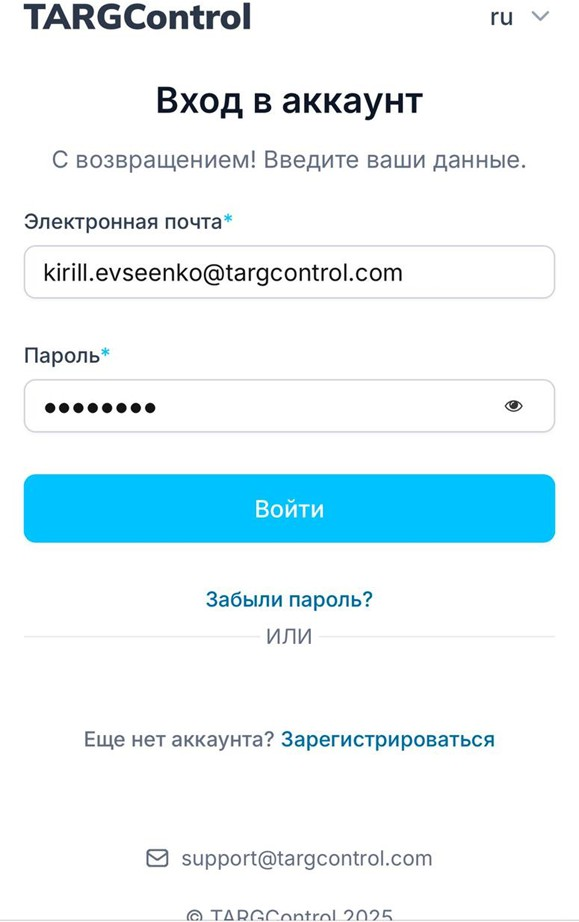 TARGControl
ru
Вход в аккаунт
С возвращением! Введите ваши данные.
Электронная почта*
kirill.evseenko@targcontrol.com
Пароль*
••••••••
Войти
Забыли пароль?
ИЛИ
Еще нет аккаунта? Зарегистрироваться
support@targcontrol.com
© TARGControl 2025